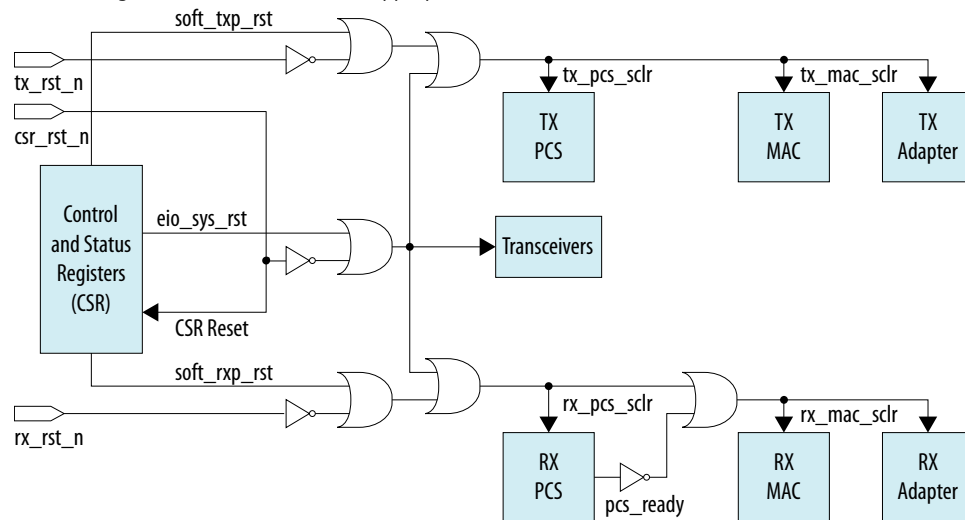 soft_txp_rst
tx_rst_n
tx_pcs_sclr
tx_mac_sclr
csr_rst_n
TX
PCS
TX
MAC
TX
Adapter
Control
and Status
Registers
(CSR)
eio_sys_rst
Transceivers
CSR Reset
soft_rxp_rst
rx_rst_n
rx_pcs_sclr
rx_mac_sclr
RX
PCS
pcs_ready
RX
MAC
RX
Adapter